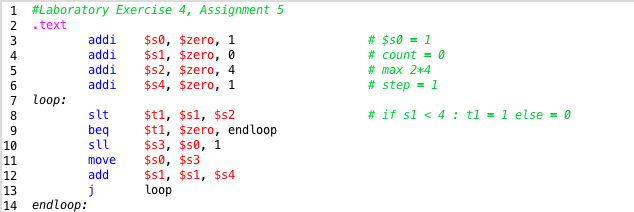 1 #Laboratory Exercise 4, Assignment 5
2 .text
3 addi $s0, $zero, 1 # $s0 = 1
4 addi $s1, $zero, 0 # count = 0
5 addi $s2, $zero, 4 # max 2*4
6 addi $s4, $zero, 1 # step = 1
7 loop:
8 slt $t1, $s1, $s2 # if s1 < 4 : t1 = 1 else = 0
9 beq $t1, $zero, endloop
10 sll $s3, $s0, 1
11 move $s0, $s3
12 add $s1, $s1, $s4
13 j loop
14 endloop: